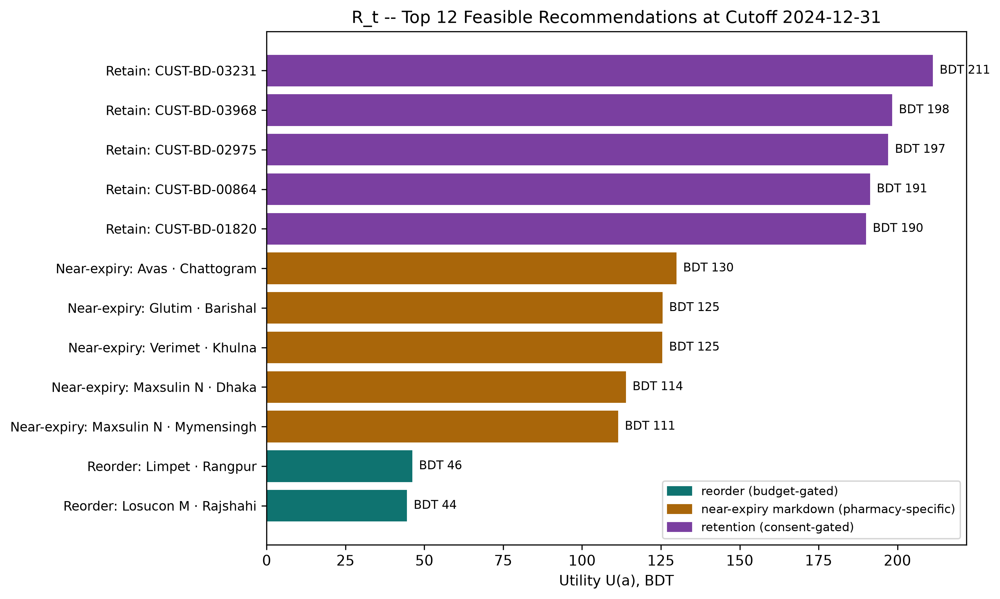 R_t -- Top 12 Feasible Recommendations at Cutoff 2024-12-31
Retain: CUST-BD-03231 BDT 211
Retain: CUST-BD-03968 BDT 198
Retain: CUST-BD-02975 BDT 197
Retain: CUST-BD-00864 BDT 191
Retain: CUST-BD-01820 BDT 190
Near-expiry: Avas · Chattogram BDT 130
Near-expiry: Glutim · Barishal BDT 125
Near-expiry: Verimet · Khulna BDT 125
Near-expiry: Maxsulin N · Dhaka BDT 114
Near-expiry: Maxsulin N · Mymensingh BDT 111
Reorder: Limpet · Rangpur BDT 46
Reorder: Losucon M · Rajshahi BDT 44
reorder (budget-gated)
near-expiry markdown (pharmacy-specific)
retention (consent-gated)
0 25 50 75 100 125 150 175 200
Utility U(a), BDT